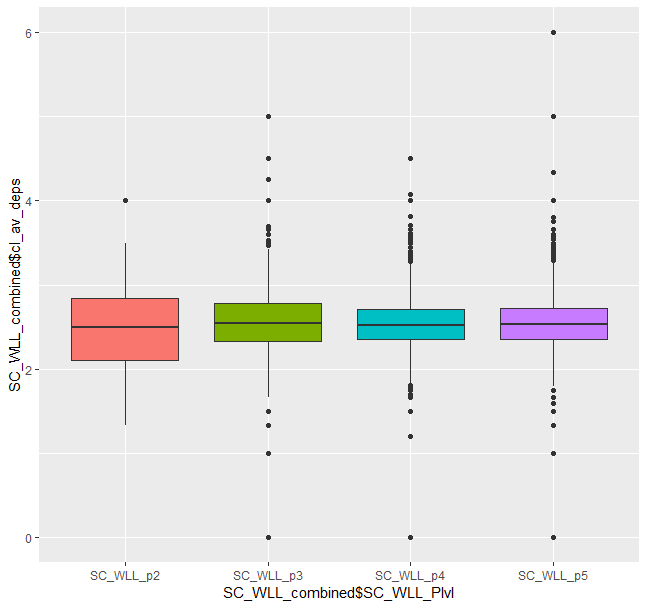 6
4
2
0
SC_WLL_combined$cl_av_deps
SC_WLL_p2 SC_WLL_p3 SC_WLL_p4 SC_WLL_p5
SC_WLL_combined$SC_WLL_Plvl